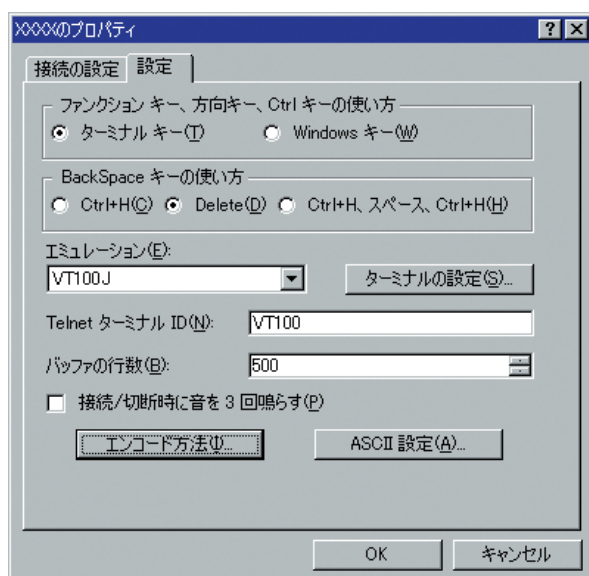 XXXXのプロパティ
接続の設定 設定
ファンクション キー、方向キー、Ctrl キーの使い方
ターミナル キー(T) Windows キー(W)
BackSpace キーの使い方
Ctrl+H(C) Delete(D) Ctrl+H、スペース、Ctrl+H(H)
エミュレーション(E):
VT100J ターミナルの設定(S)...
Telnet ターミナル ID(N): VT100
バッファの行数(B): 500
接続/切断時に音を 3 回鳴らす(P)
エンコード方法(I)... ASCII 設定(A)...
OK キャンセル